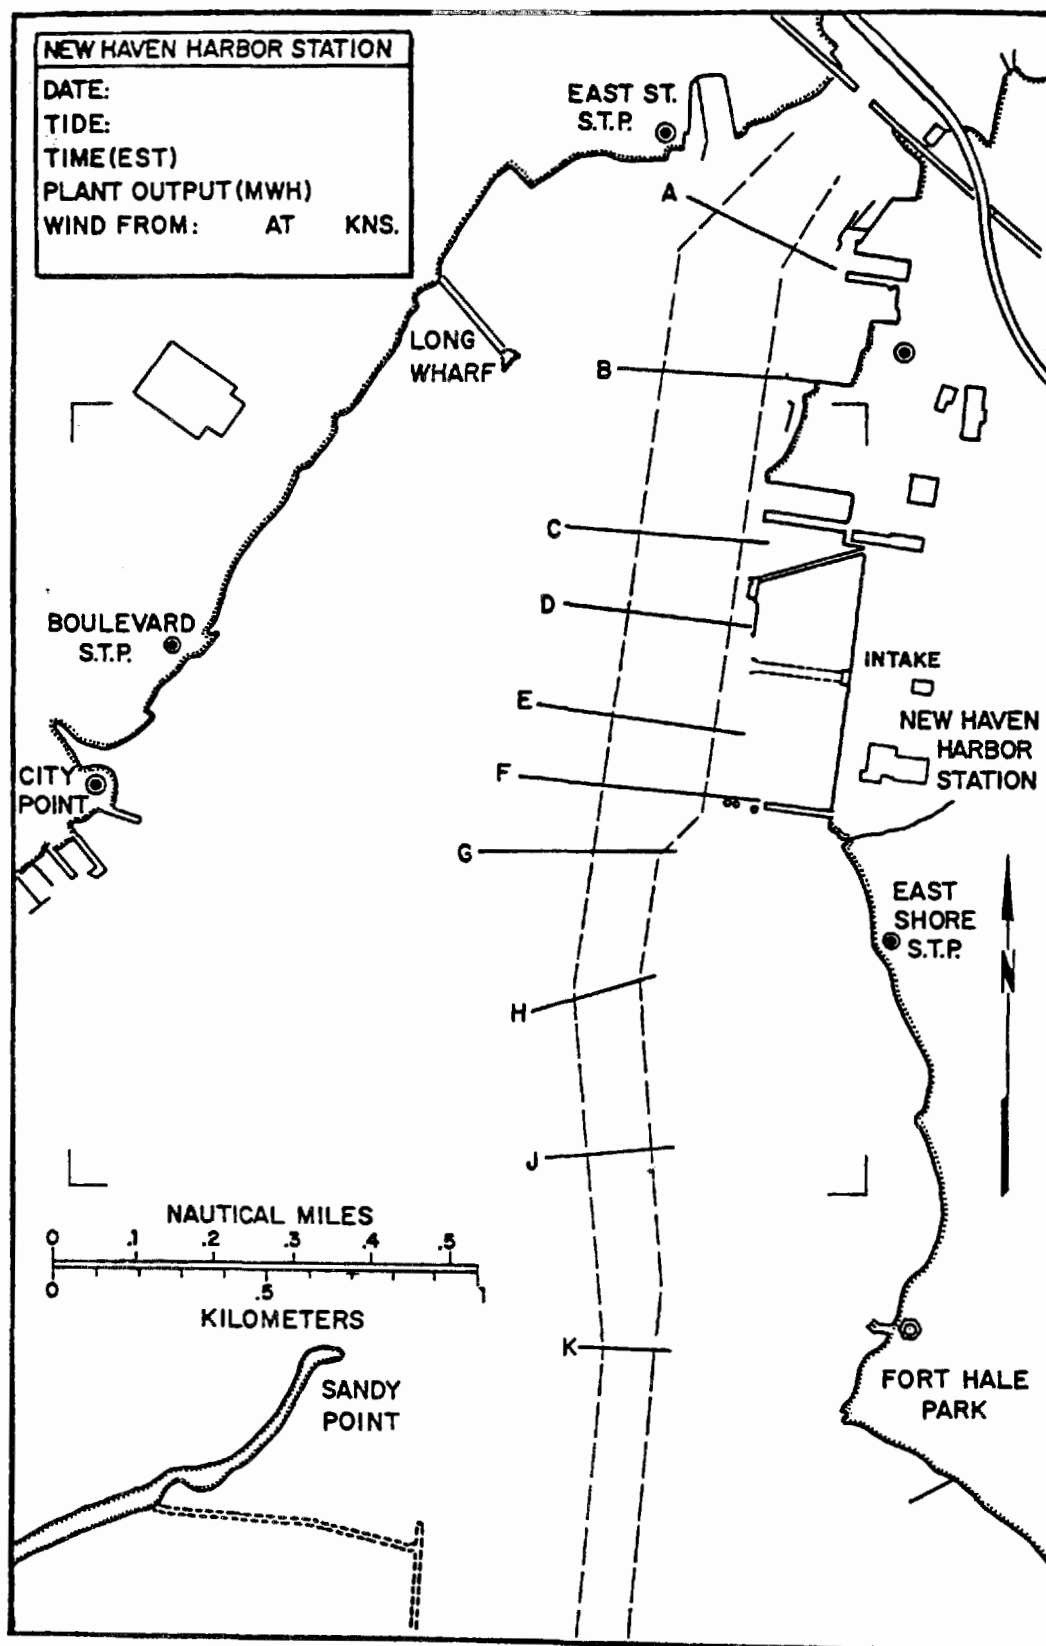 NEW HAVEN HARBOR STATION
DATE:
TIDE:
TIME(EST)
PLANT OUTPUT(MWH)
WIND FROM: AT KNS.
EAST ST.
S.T.P.
A
LONG
WHARF
B
C
D
BOULEVARD
S.T.P.
INTAKE
E
NEW HAVEN
HARBOR
STATION
F
CITY
POINT
G
EAST
SHORE
S.T.P.
N
H
J
NAUTICAL MILES
0 .1 .2 .3 .4 .5
0 .5 1
KILOMETERS
K
SANDY
POINT
FORT HALE
PARK